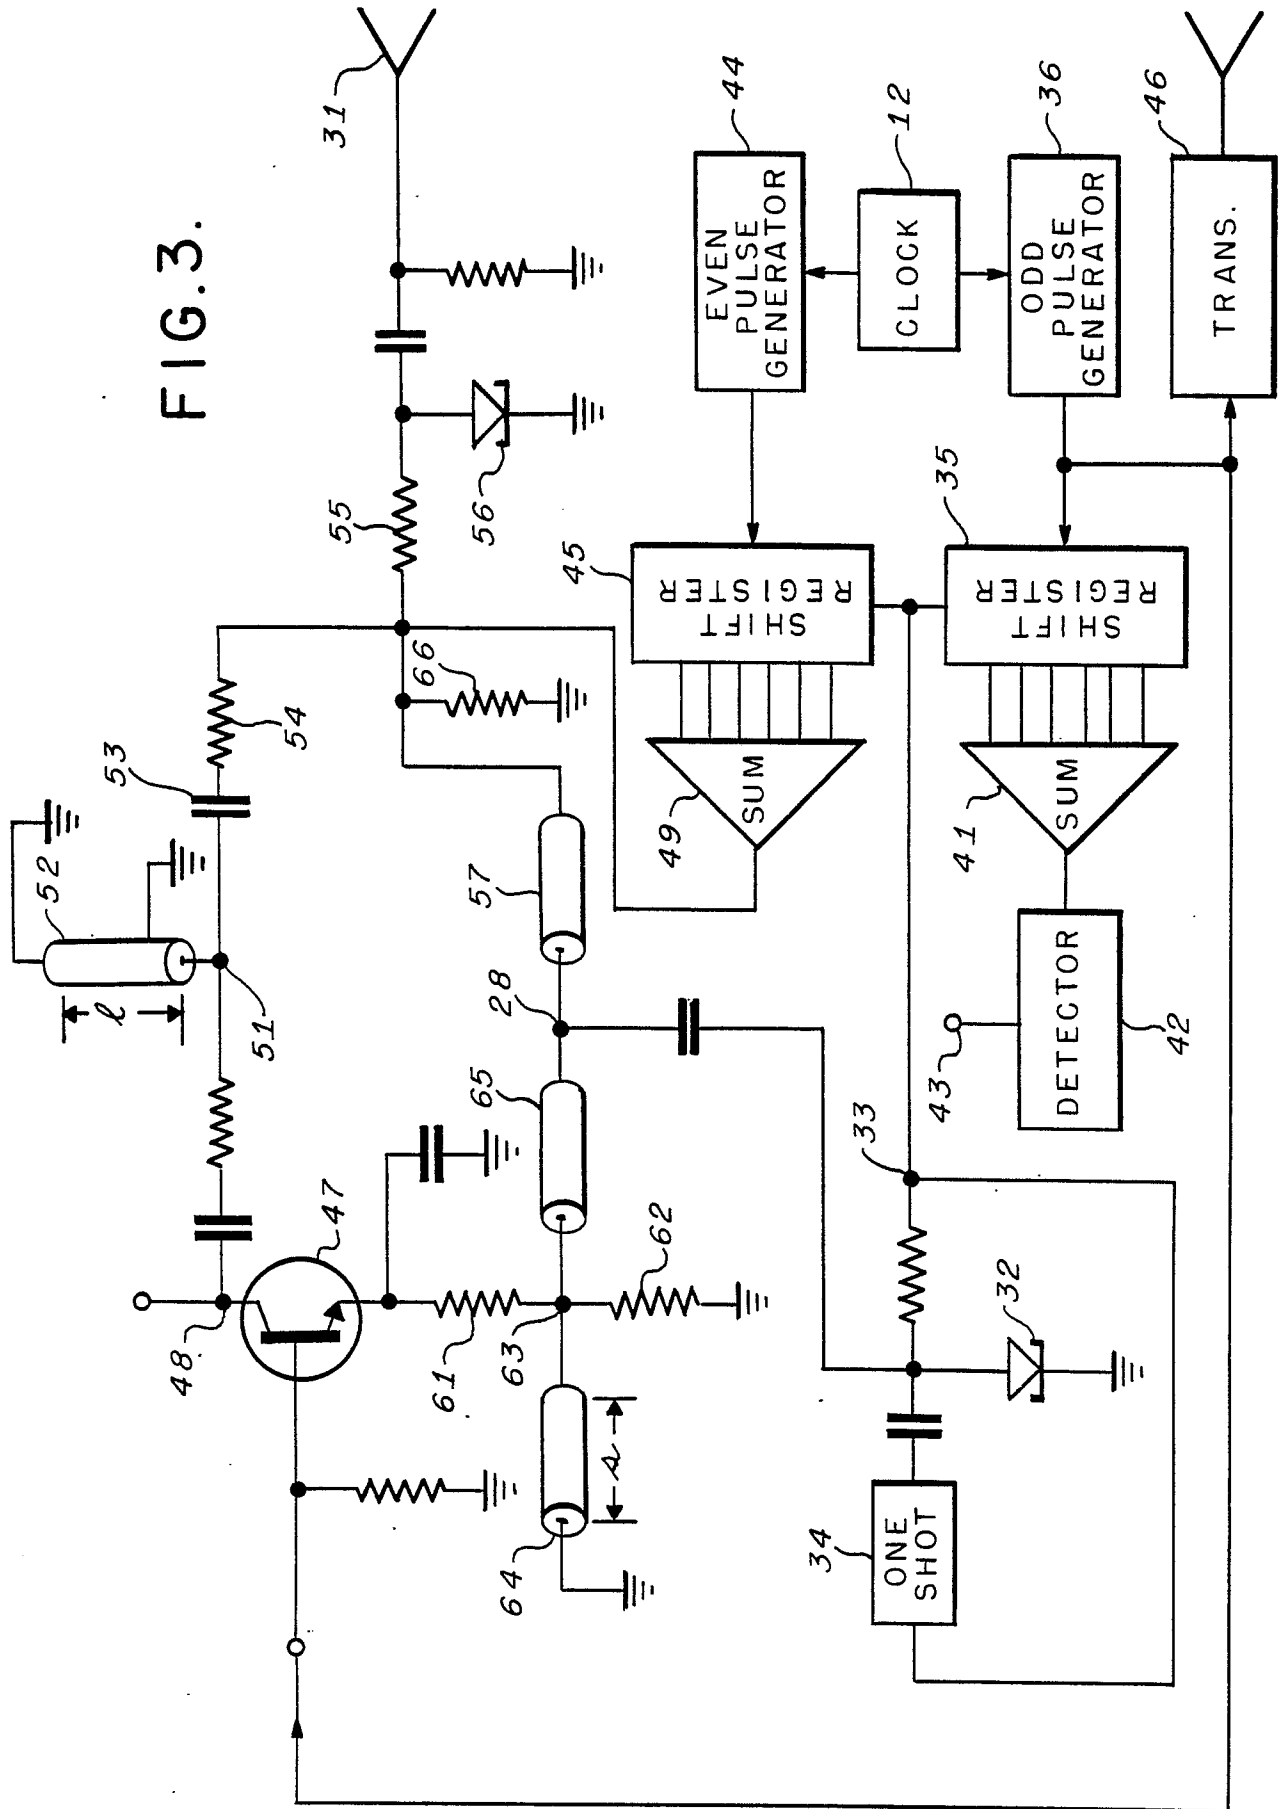 FIG.3.
31
44
EVEN
PULSE
GENERATOR
12
CLOCK
36
ODD
PULSE
GENERATOR
46
TRANS.
55
56
45
SHIFT
REGISTER
35
SHIFT
REGISTER
66
54
53
52
ℓ
51
57
28
65
49
SUM
41
SUM
DETECTOR
42
43
33
47
48
61
63
62
64
s
32
34
ONE
SHOT